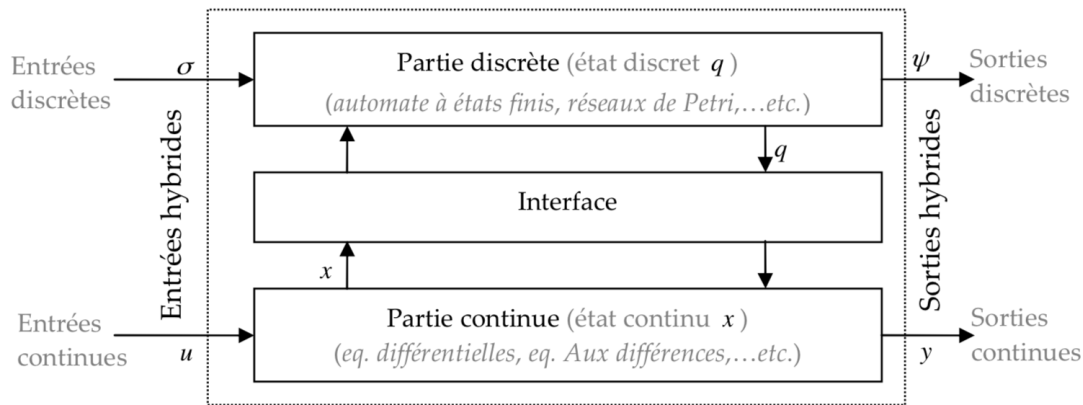 Entrées
discrètes
σ
Partie discrète (état discret q )
(automate à états finis, réseaux de Petri,…etc.)
ψ
Sorties
discrètes
q
Entrées hybrides
Interface
Sorties hybrides
x
Entrées
continues
u
Partie continue (état continu x )
(eq. différentielles, eq. Aux différences,…etc.)
y
Sorties
continues